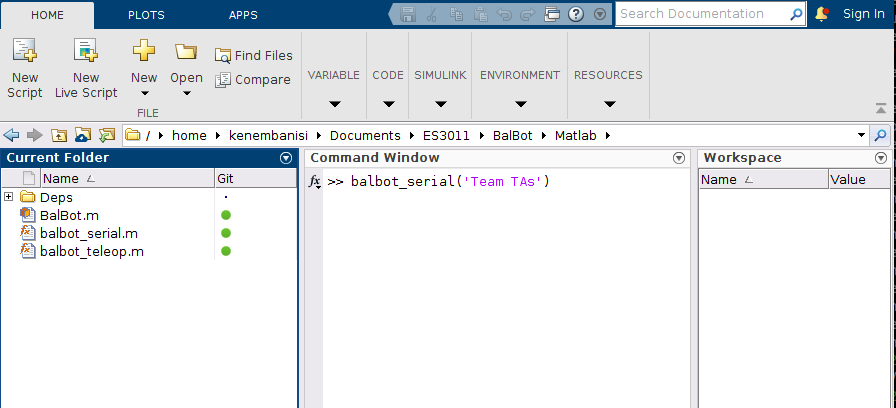 HOME PLOTS APPS Search Documentation Sign In
New Script
New Live Script
New
Open
Find Files
Compare
VARIABLE CODE SIMULINK ENVIRONMENT RESOURCES
FILE
/ home kenembanisi Documents ES3011 BalBot Matlab
Current Folder
Name Git
Deps
BalBot.m
balbot_serial.m
balbot_teleop.m
Command Window
fx >> balbot_serial('Team TAs')
Workspace
Name Value